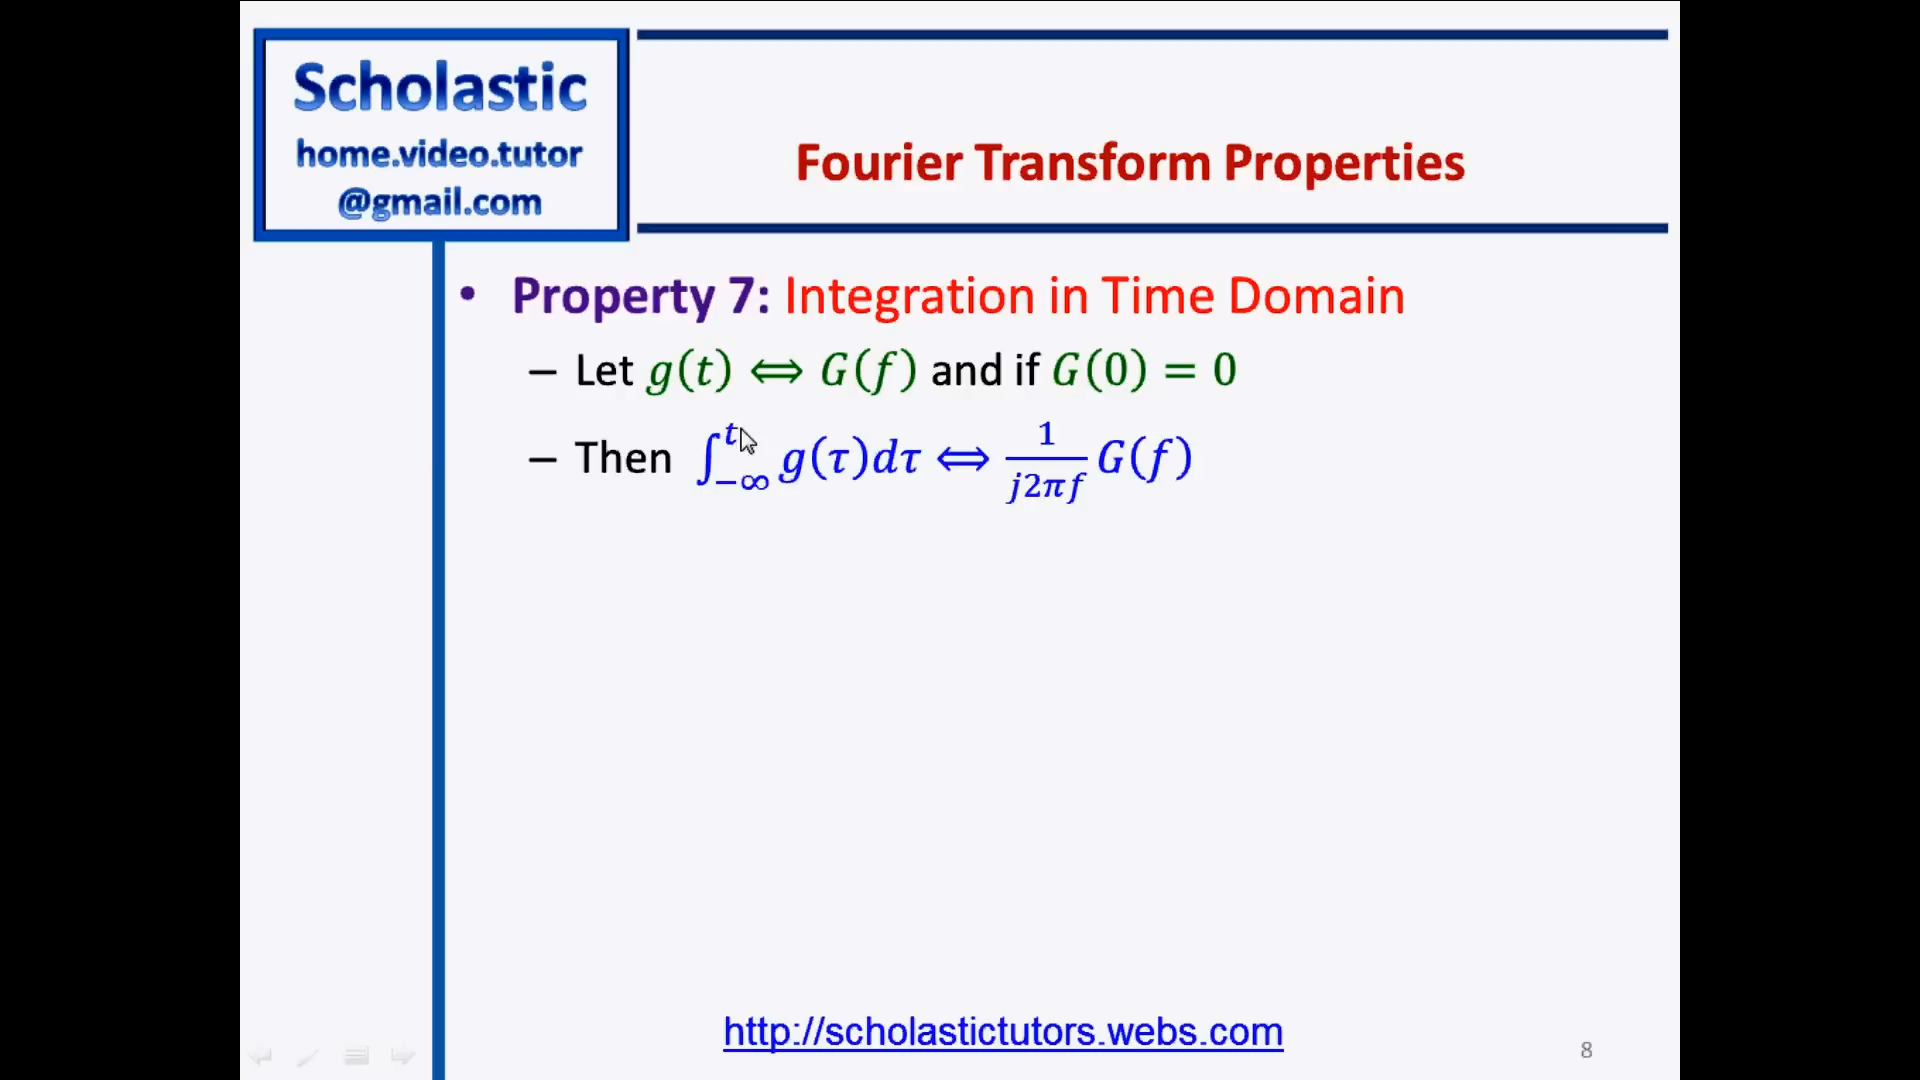 Scholastic
home.video.tutor
@gmail.com
Fourier Transform Properties
• Property 7: Integration in Time Domain
– Let g(t) ⟺ G(f) and if G(0) = 0
– Then ∫_{-∞}^{t} g(τ)dτ ⟺ \frac{1}{j2πf} G(f)
http://scholastictutors.webs.com
8